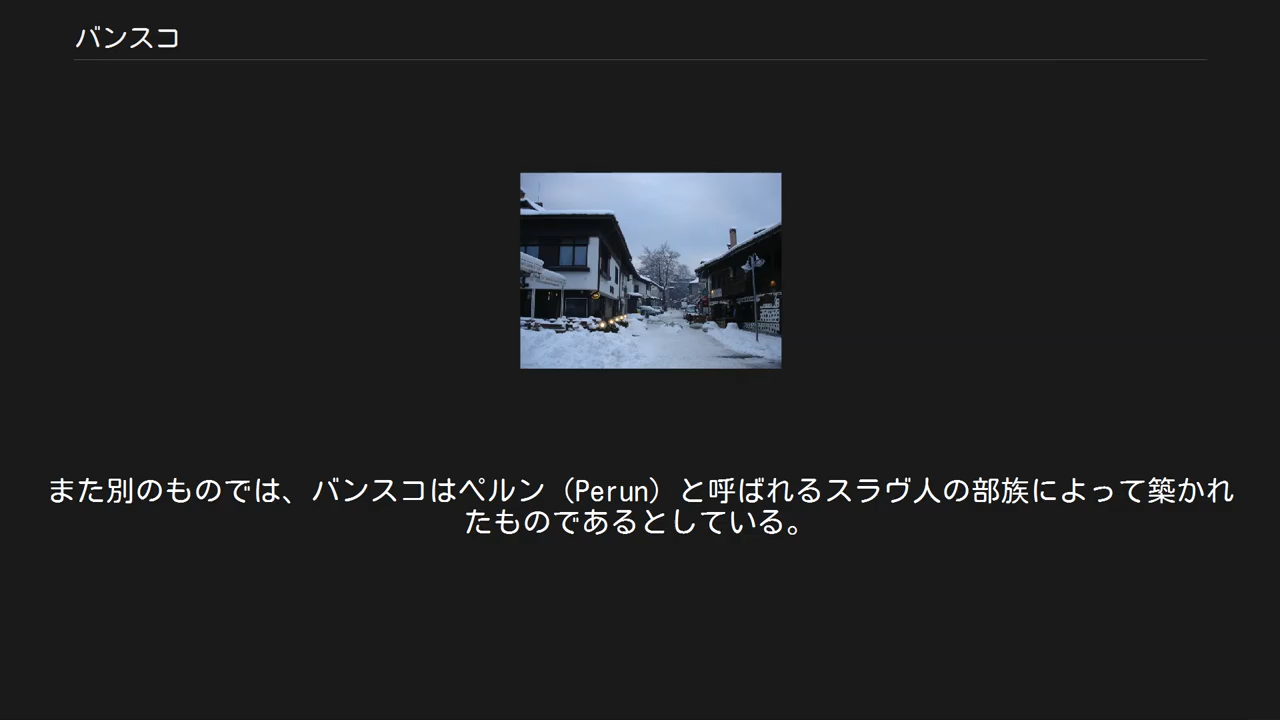 バンスコ
また別のものでは、バンスコはペルン（Perun）と呼ばれるスラヴ人の部族によって築かれ
たものであるとしている。